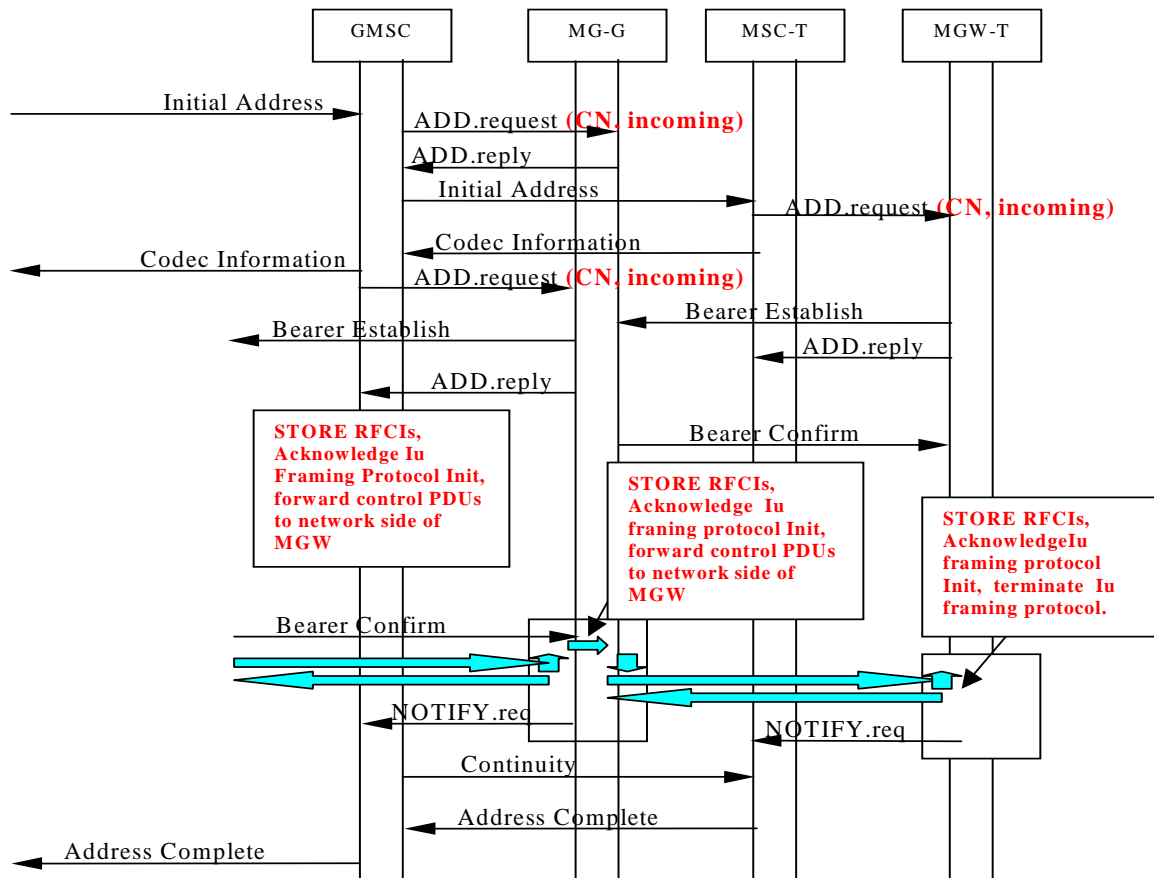 GMSC MG-G MSC-T MGW-T
Initial Address
ADD.request (CN, incoming)
ADD.reply
Initial Address
ADD.request (CN, incoming)
Codec Information
Codec Information
ADD.request (CN, incoming)
Bearer Establish
Bearer Establish
ADD.reply
ADD.reply
STORE RFCIs,
Acknowledge Iu
Framing Protocol Init,
forward control PDUs
to network side of
MGW
Bearer Confirm
STORE RFCIs,
Acknowledge Iu
franing protocol Init,
forward control PDUs
to network side of
MGW
STORE RFCIs,
AcknowledgeIu
framing protocol
Init, terminate Iu
framing protocol.
Bearer Confirm
NOTIFY.req
NOTIFY.req
Continuity
Address Complete
Address Complete